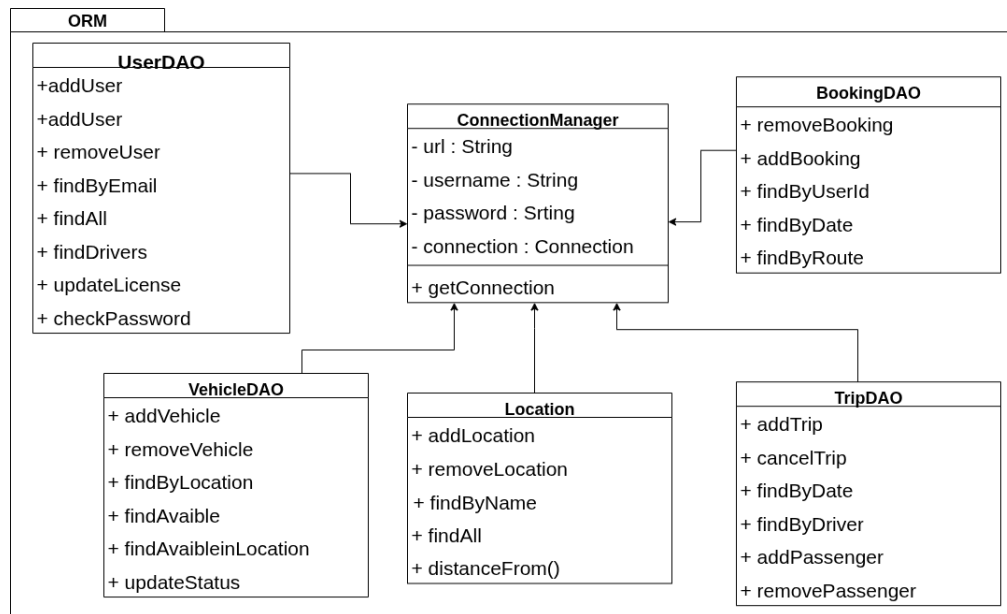 ORM
UserDAO
+addUser
+addUser
+ removeUser
+ findByEmail
+ findAll
+ findDrivers
+ updateLicense
+ checkPassword
ConnectionManager
- url : String
- username : String
- password : Srting
- connection : Connection
+ getConnection
BookingDAO
+ removeBooking
+ addBooking
+ findByUserId
+ findByDate
+ findByRoute
VehicleDAO
+ addVehicle
+ removeVehicle
+ findByLocation
+ findAvaible
+ findAvaibleinLocation
+ updateStatus
Location
+ addLocation
+ removeLocation
+ findByName
+ findAll
+ distanceFrom()
TripDAO
+ addTrip
+ cancelTrip
+ findByDate
+ findByDriver
+ addPassenger
+ removePassenger